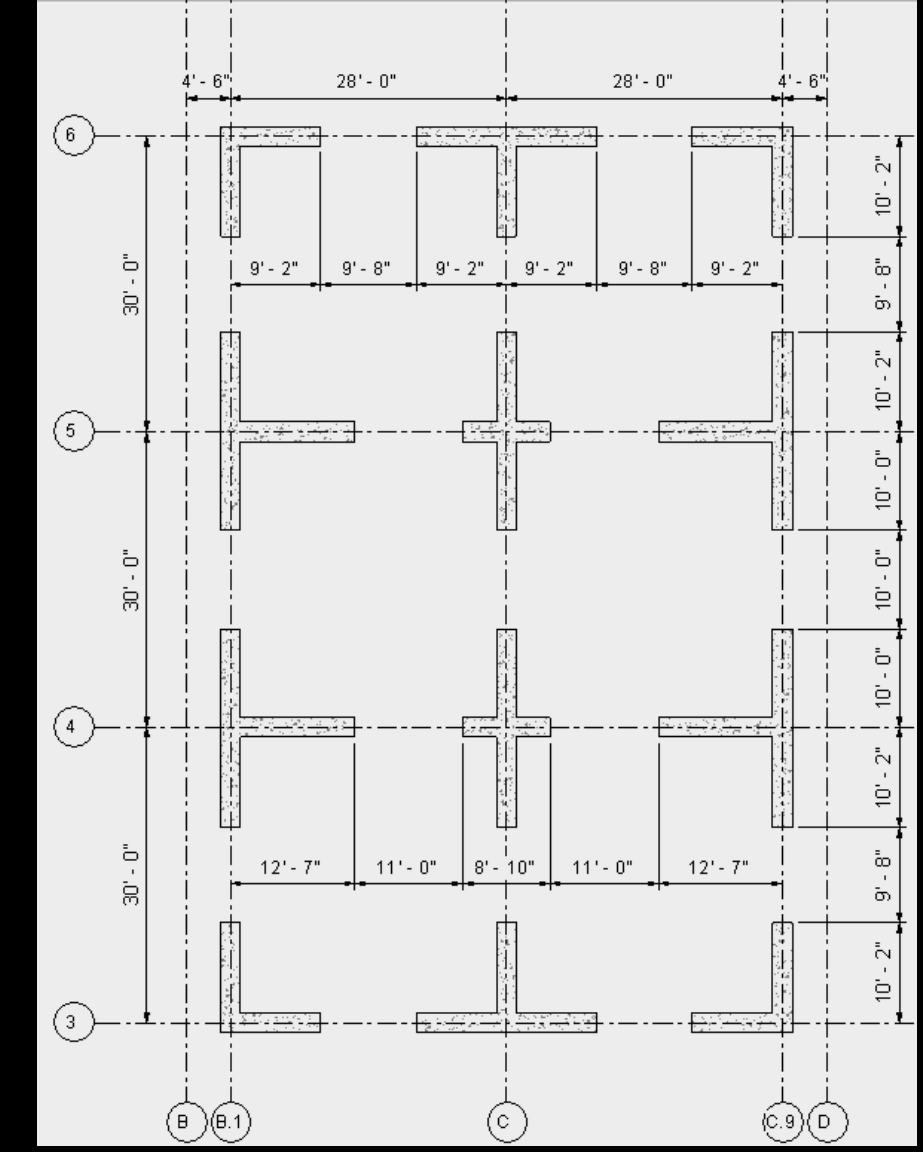 4' - 6" 28' - 0" 28' - 0" 4' - 6"
6
10' - 2"
30' - 0"
9' - 2" 9' - 8" 9' - 2" 9' - 2" 9' - 8" 9' - 2"
9' - 8"
10' - 2"
5
10' - 0"
30' - 0"
10' - 0"
10' - 0"
4
10' - 2"
30' - 0"
12' - 7" 11' - 0" 8' - 10" 11' - 0" 12' - 7"
9' - 8"
10' - 2"
3
B B.1 C C.9 D